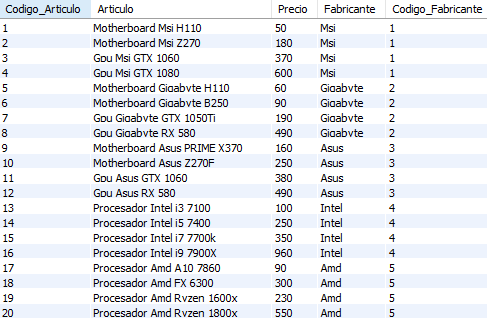 Codigo_Articulo Articulo Precio Fabricante Codigo_Fabricante
1 Motherboard Msi H110 50 Msi 1
2 Motherboard Msi Z270 180 Msi 1
3 Gpu Msi GTX 1060 370 Msi 1
4 Gpu Msi GTX 1080 600 Msi 1
5 Motherboard Gigabyte H110 60 Gigabyte 2
6 Motherboard Gigabyte B250 90 Gigabyte 2
7 Gpu Gigabyte GTX 1050Ti 190 Gigabyte 2
8 Gpu Gigabyte RX 580 490 Gigabyte 2
9 Motherboard Asus PRIME X370 160 Asus 3
10 Motherboard Asus Z270F 250 Asus 3
11 Gpu Asus GTX 1060 380 Asus 3
12 Gpu Asus RX 580 490 Asus 3
13 Procesador Intel i3 7100 100 Intel 4
14 Procesador Intel i5 7400 250 Intel 4
15 Procesador Intel i7 7700k 350 Intel 4
16 Procesador Intel i9 7900X 960 Intel 4
17 Procesador Amd A10 7860 90 Amd 5
18 Procesador Amd FX 6300 300 Amd 5
19 Procesador Amd Ryzen 1600x 230 Amd 5
20 Procesador Amd Ryzen 1800x 550 Amd 5